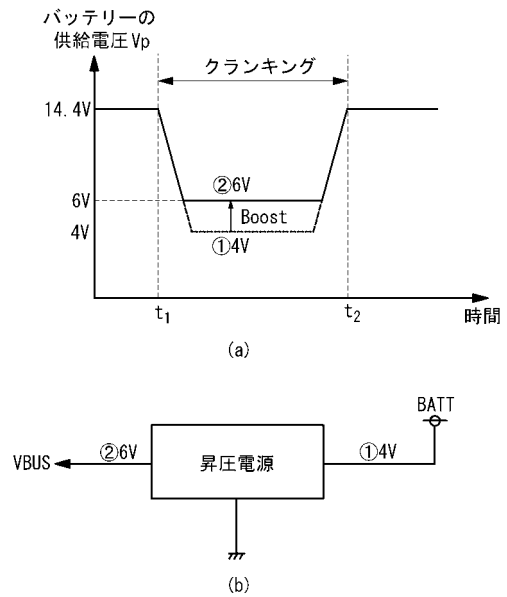 バッテリーの
供給電圧Vp
クランキング
14.4V
②6V
6V
Boost
4V
①4V
t1
t2
時間
(a)
BATT
VBUS
②6V
昇圧電源
①4V
(b)